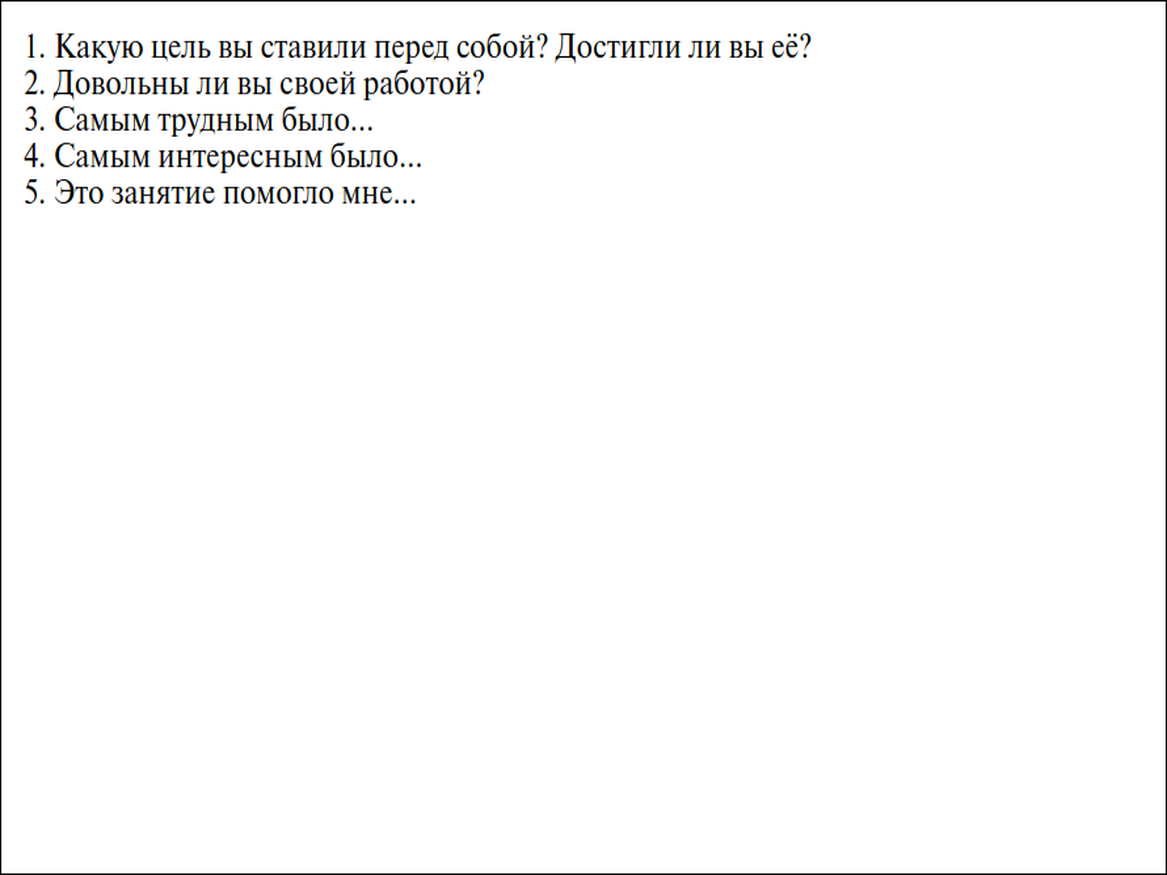 1. Какую цель вы ставили перед собой? Достигли ли вы её?
2. Довольны ли вы своей работой?
3. Самым трудным было...
4. Самым интересным было...
5. Это занятие помогло мне...